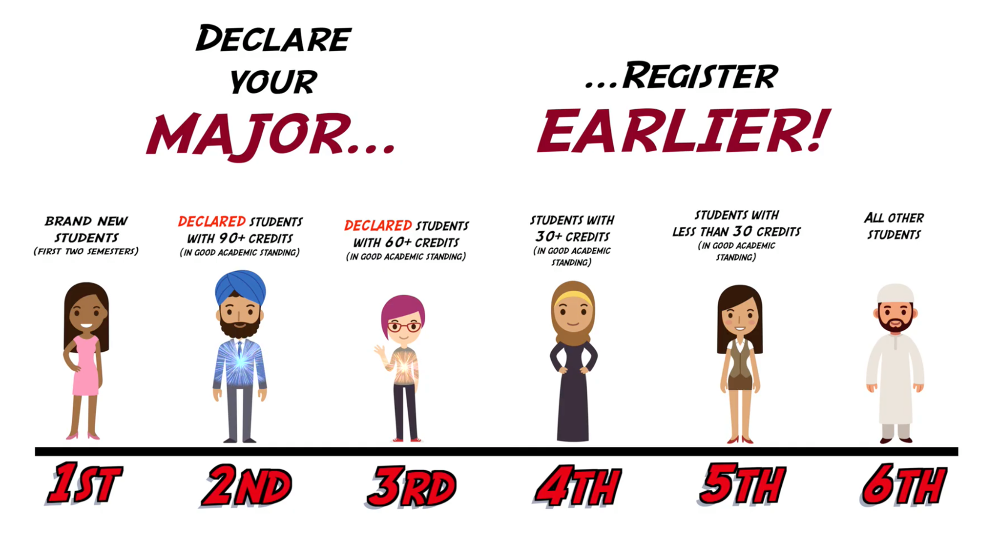 DECLARE
YOUR
MAJOR...
...REGISTER
EARLIER!
BRAND NEW
STUDENTS
(FIRST TWO SEMESTERS)
DECLARED STUDENTS
WITH 90+ CREDITS
(IN GOOD ACADEMIC STANDING)
DECLARED STUDENTS
WITH 60+ CREDITS
(IN GOOD ACADEMIC STANDING)
STUDENTS WITH
30+ CREDITS
(IN GOOD ACADEMIC
STANDING)
STUDENTS WITH
LESS THAN 30 CREDITS
(IN GOOD ACADEMIC
STANDING)
ALL OTHER
STUDENTS
1ST
2ND
3RD
4TH
5TH
6TH